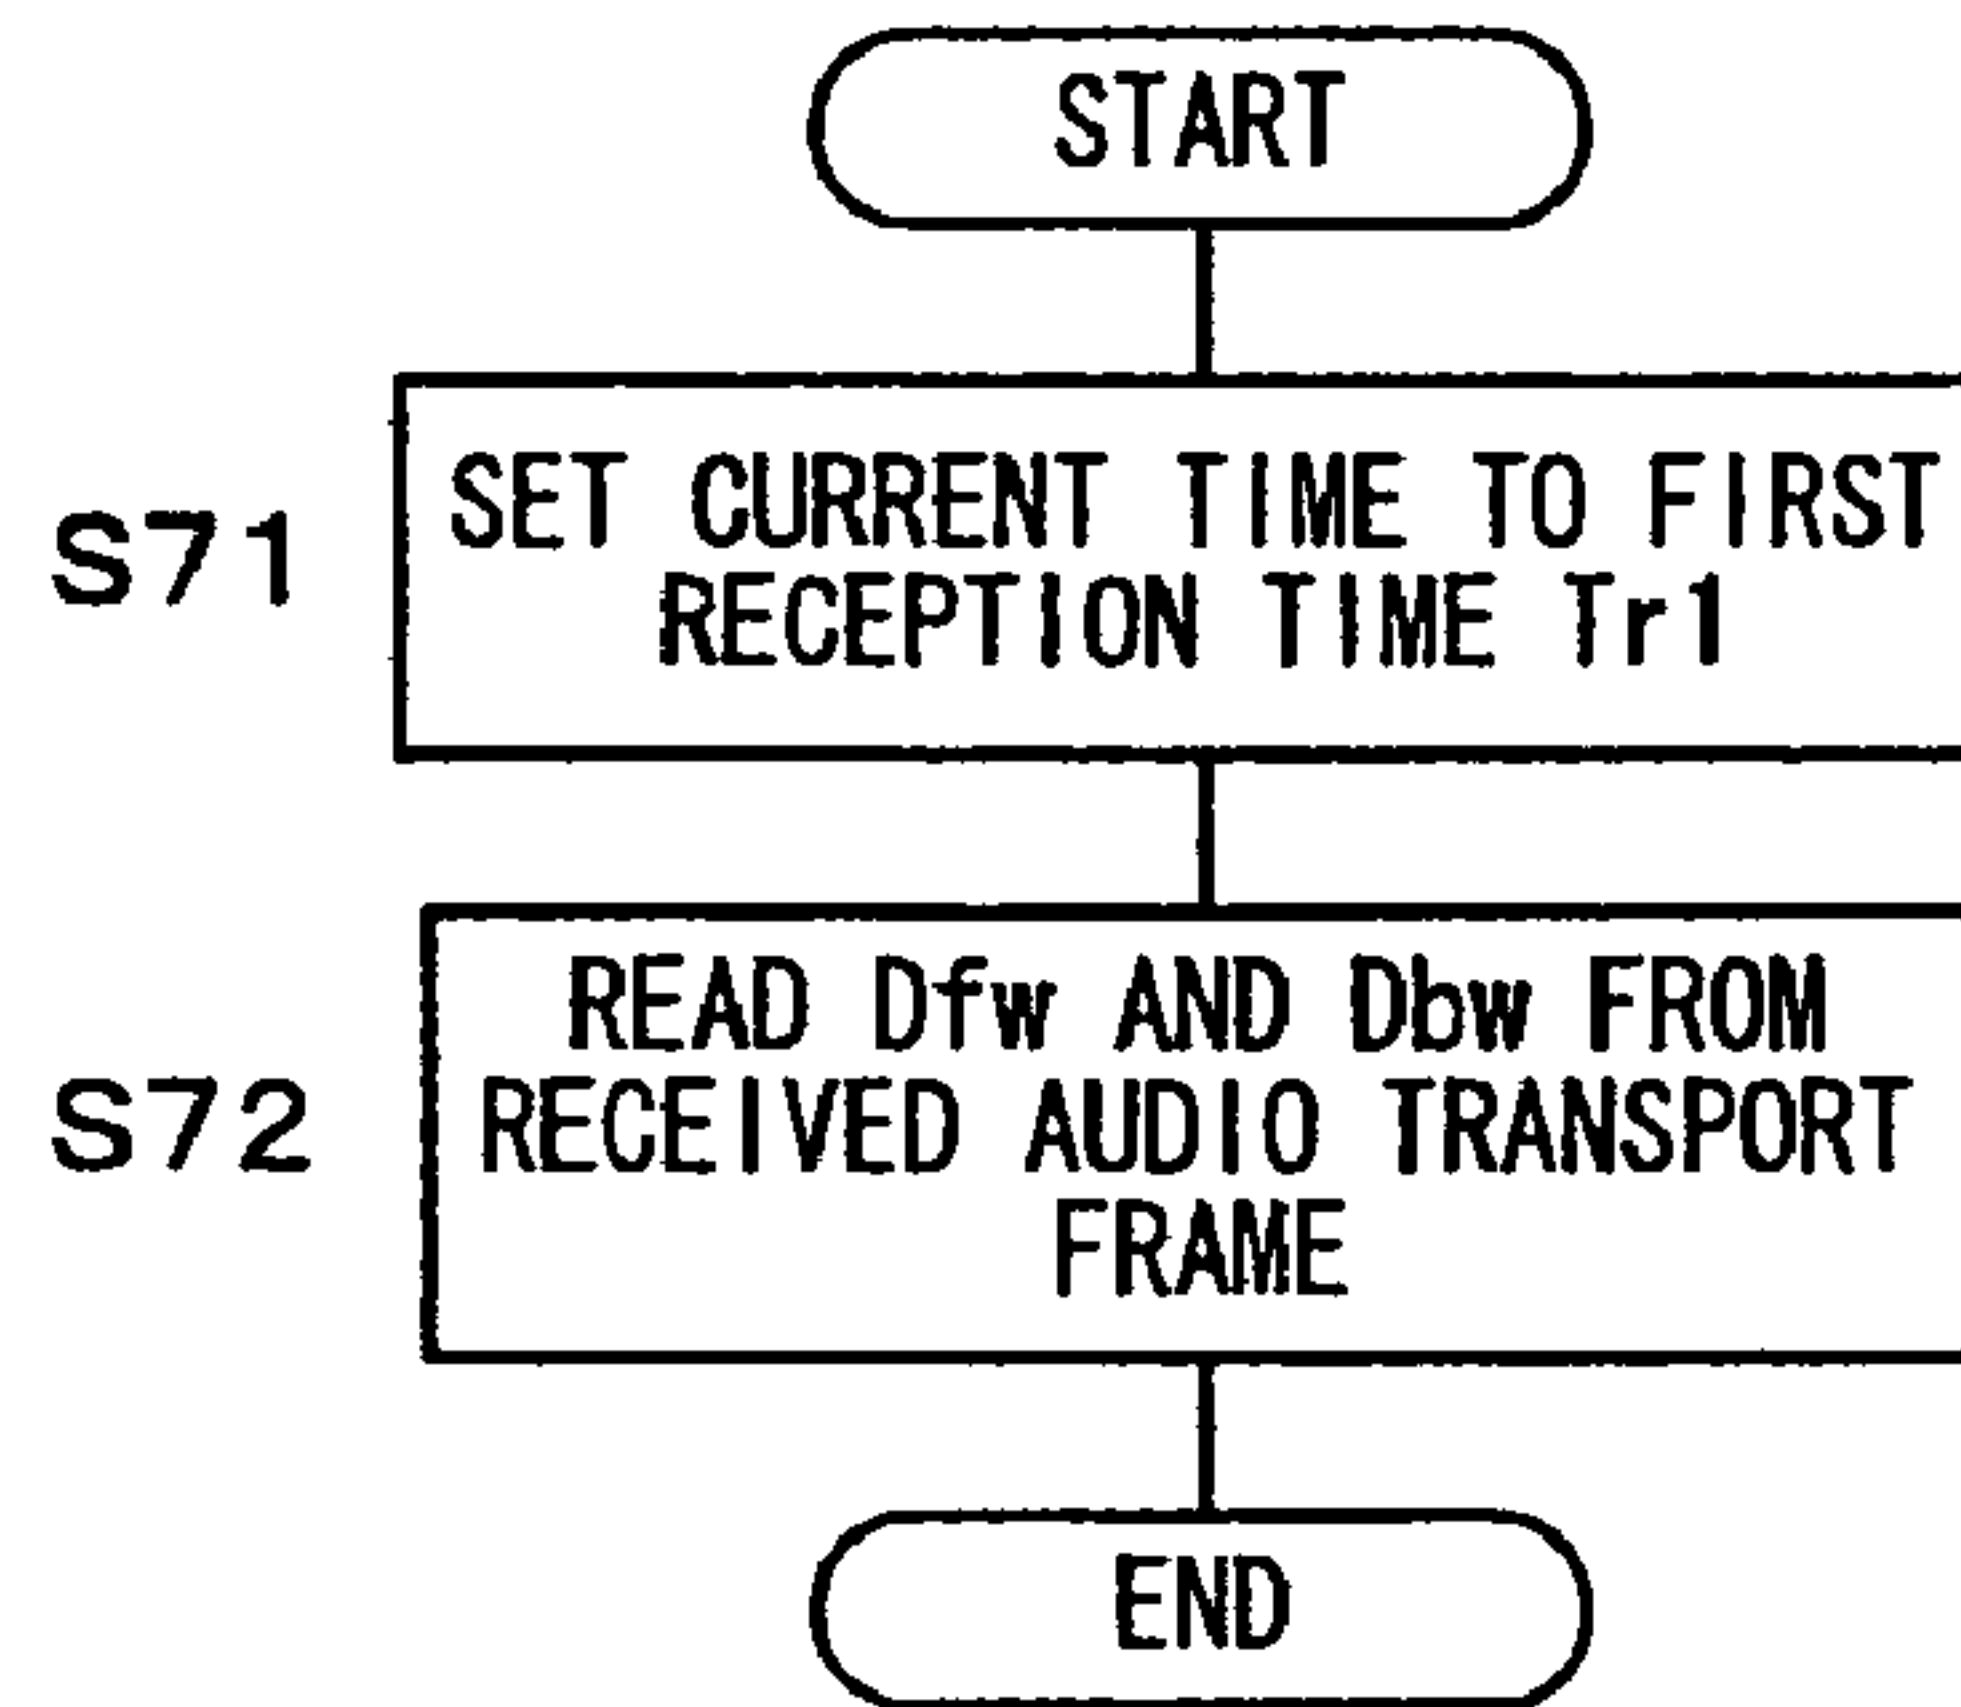 START
S71
SET CURRENT TIME TO FIRST
RECEPTION TIME Tr1
S72
READ Dfw AND Dbw FROM
RECEIVED AUDIO TRANSPORT
FRAME
END